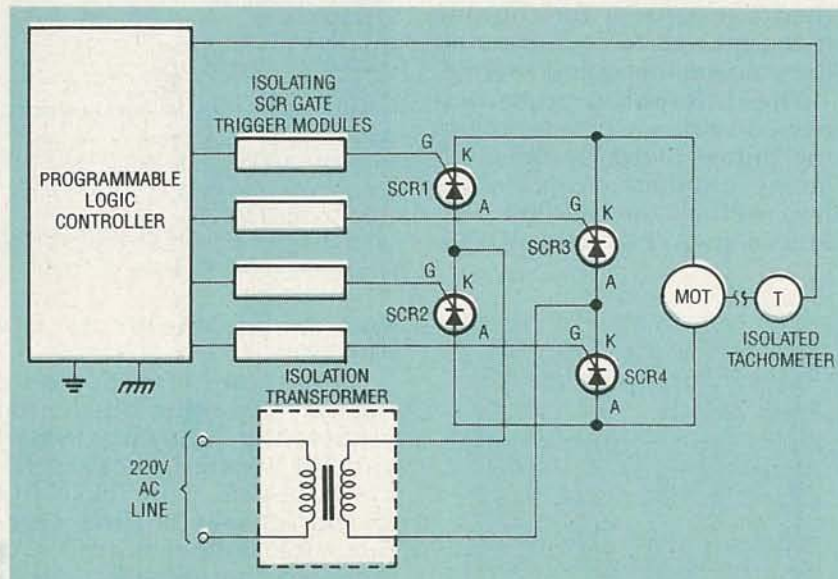 PROGRAMMABLE
LOGIC
CONTROLLER
ISOLATING
SCR GATE
TRIGGER MODULES
G
K
SCR1
A
G
K
SCR3
A
G
K
SCR2
A
G
K
SCR4
A
MOT
T
ISOLATED
TACHOMETER
ISOLATION
TRANSFORMER
220V
AC
LINE